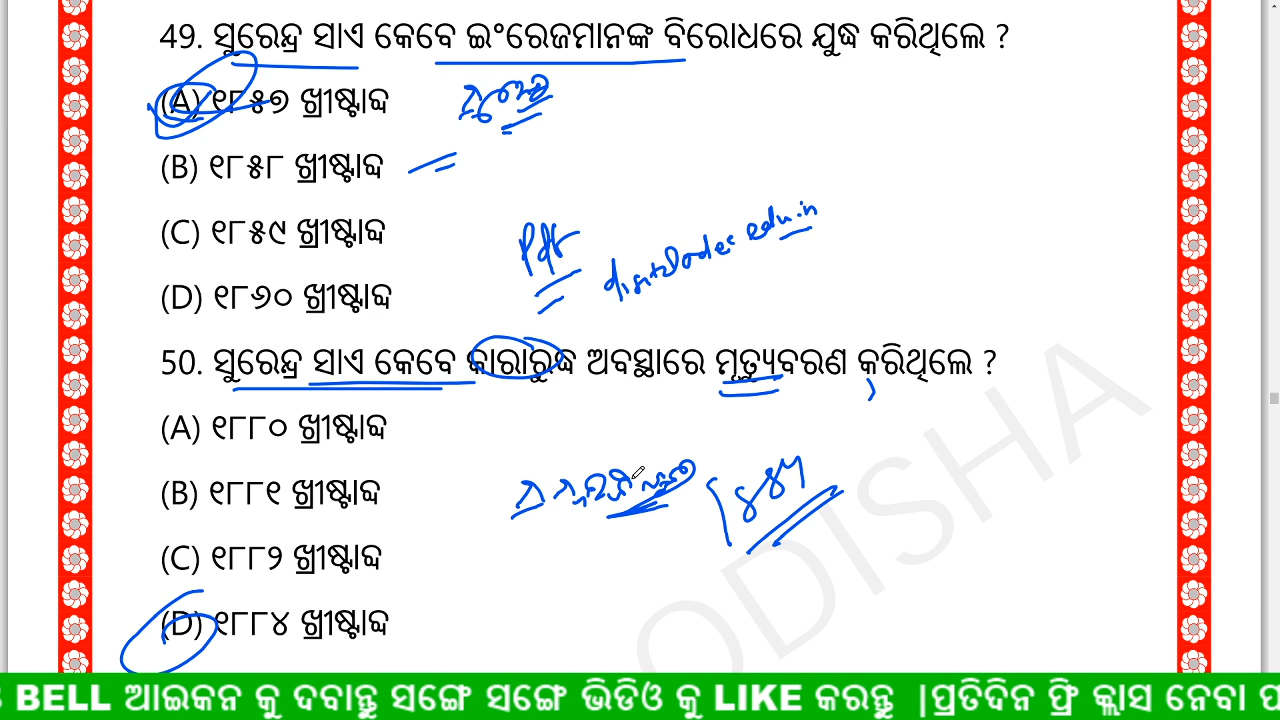 49. ସୁରେନ୍ଦ୍ର ସାଏ କେବେ ଇଂରେଜମାନଙ୍କ ବିରୋଧରେ ଯୁଦ୍ଧ କରିଥିଲେ ?
(A) ୧୮୫୭ ଖ୍ରୀଷ୍ଟାବ୍ଦ
(B) ୧୮୫୮ ଖ୍ରୀଷ୍ଟାବ୍ଦ
(C) ୧୮୫୯ ଖ୍ରୀଷ୍ଟାବ୍ଦ
Pdf
(D) ୧୮୬୦ ଖ୍ରୀଷ୍ଟାବ୍ଦ
50. ସୁରେନ୍ଦ୍ର ସାଏ କେବେ କାରାରୁଦ୍ଧ ଅବସ୍ଥାରେ ମୃତ୍ୟୁବରଣ କରିଥିଲେ ?
(A) ୧୮୮୦ ଖ୍ରୀଷ୍ଟାବ୍ଦ
(B) ୧୮୮୧ ଖ୍ରୀଷ୍ଟାବ୍ଦ
(C) ୧୮୮୨ ଖ୍ରୀଷ୍ଟାବ୍ଦ
(D) ୧୮୮୪ ଖ୍ରୀଷ୍ଟାବ୍ଦ
ODISHA
BELL ଆଇକନ କୁ ଦବାନ୍ତୁ ସଙ୍ଗେ ସଙ୍ଗେ ଭିଡିଓ କୁ LIKE କରନ୍ତୁ |ପ୍ରତିଦିନ ଫ୍ରି କ୍ଲାସ ନେବା